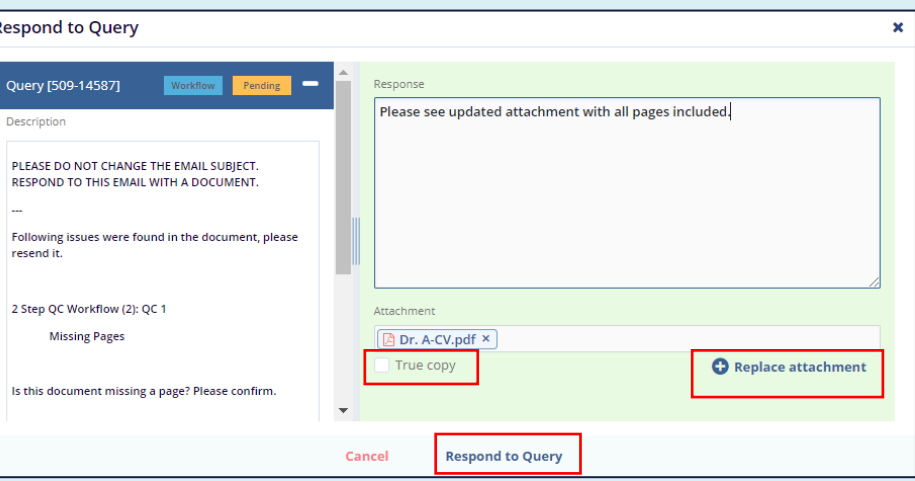 Respond to Query
Query [509-14587]
Workflow
Pending
Description
PLEASE DO NOT CHANGE THE EMAIL SUBJECT.
RESPOND TO THIS EMAIL WITH A DOCUMENT.
---
Following issues were found in the document, please
resend it.
2 Step QC Workflow (2): QC 1
Missing Pages
Is this document missing a page? Please confirm.
Response
Please see updated attachment with all pages included.
Attachment
Dr. A-CV.pdf ×
True copy
Replace attachment
Cancel
Respond to Query